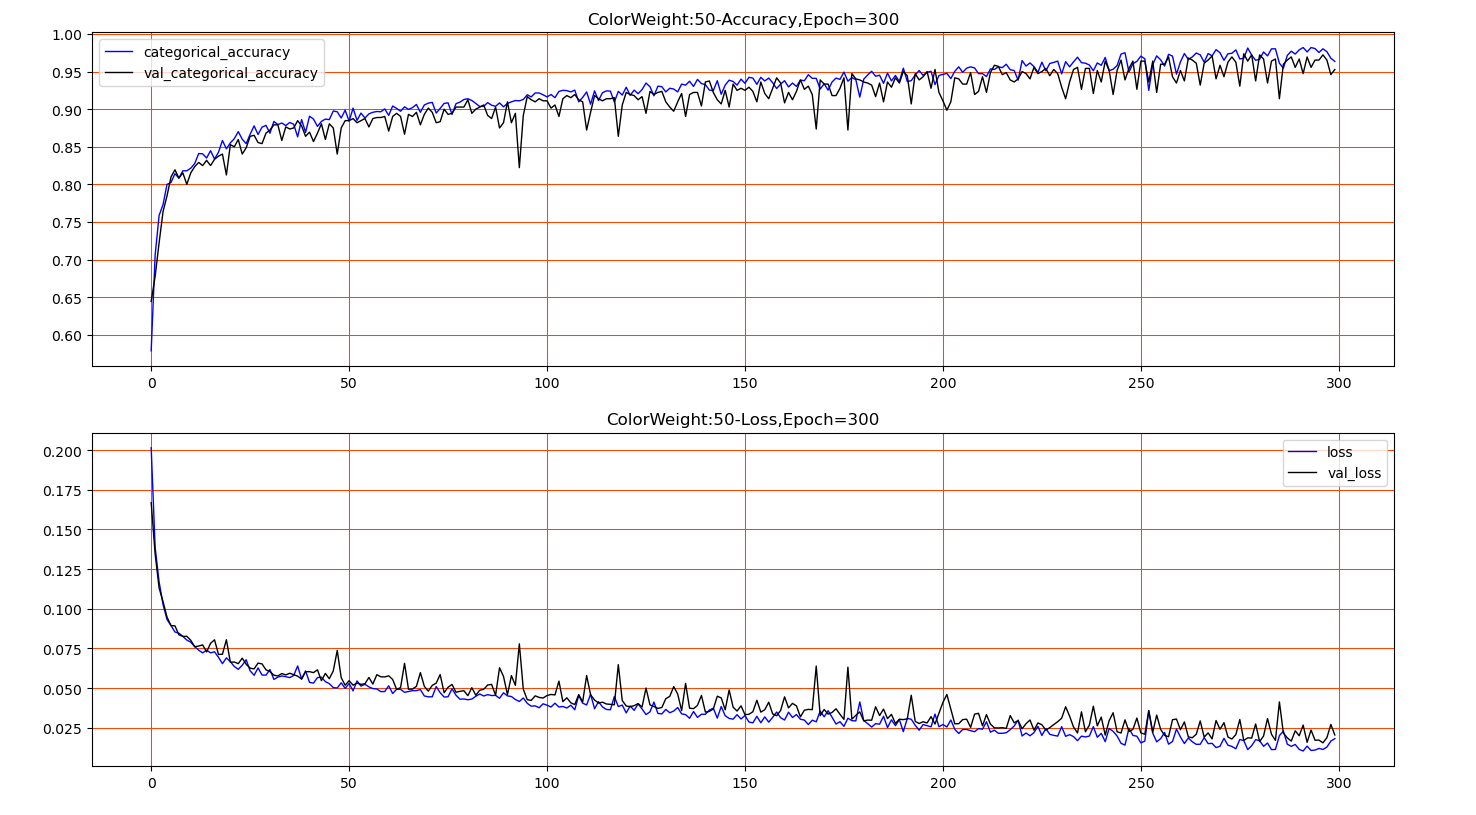 ColorWeight:50-Accuracy,Epoch=300
1.00
0.95
0.90
0.85
0.80
0.75
0.70
0.65
0.60
categorical_accuracy
val_categorical_accuracy
0 50 100 150 200 250 300
ColorWeight:50-Loss,Epoch=300
0.200
0.175
0.150
0.125
0.100
0.075
0.050
0.025
loss
val_loss
0 50 100 150 200 250 300